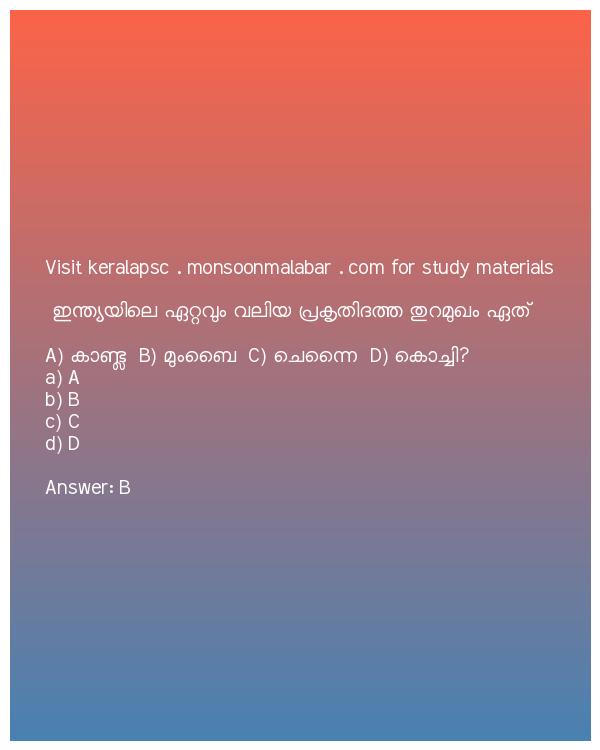 Visit keralapsc . monsoonmalabar . com for study materials
ഇന്ത്യയിലെ ഏറ്റവും വലിയ പ്രകൃതിദത്ത തുറമുഖം ഏത്
A) കാണ്ട്ല B) മുംബൈ C) ചെന്നൈ D) കൊച്ചി?
a) A
b) B
c) C
d) D
Answer: B